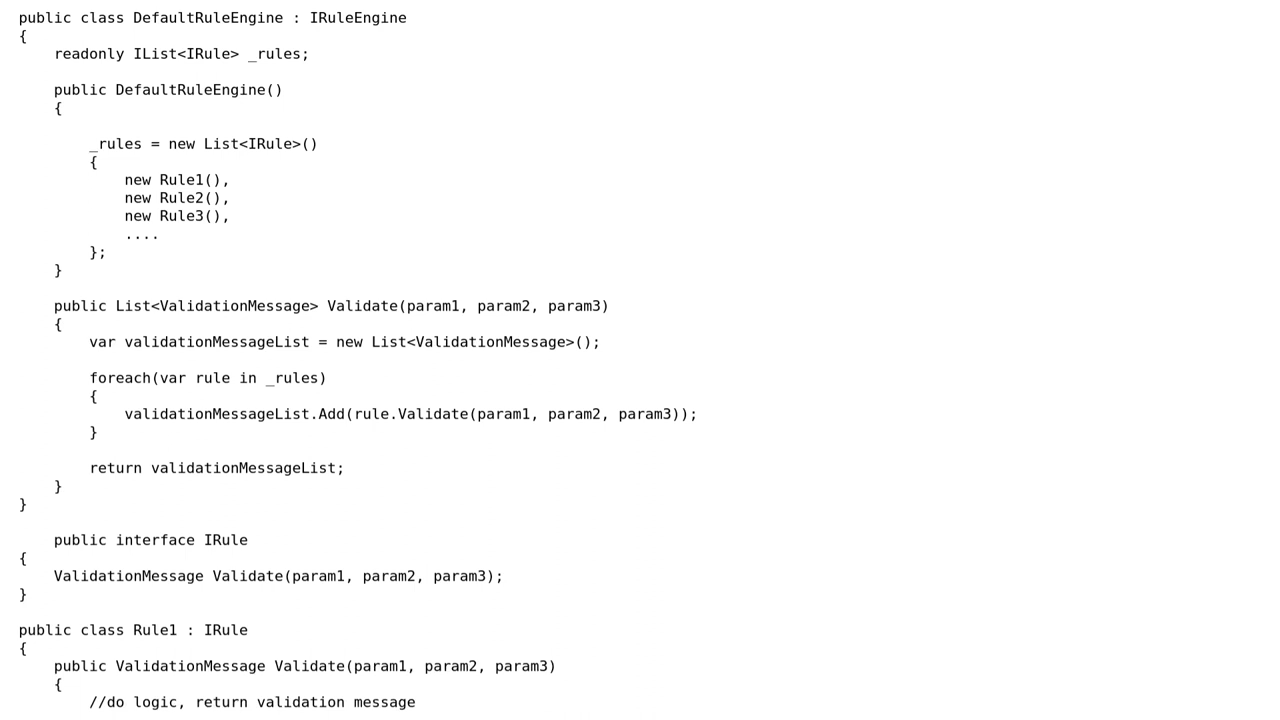 public class DefaultRuleEngine : IRuleEngine
{
    readonly IList<IRule> _rules;

    public DefaultRuleEngine()
    {

        _rules = new List<IRule>()
        {
            new Rule1(),
            new Rule2(),
            new Rule3(),
            ....
        };
    }

    public List<ValidationMessage> Validate(param1, param2, param3)
    {
        var validationMessageList = new List<ValidationMessage>();

        foreach(var rule in _rules)
        {
            validationMessageList.Add(rule.Validate(param1, param2, param3));
        }

        return validationMessageList;
    }
}

    public interface IRule
{
    ValidationMessage Validate(param1, param2, param3);
}

public class Rule1 : IRule
{
    public ValidationMessage Validate(param1, param2, param3)
    {
        //do logic, return validation message